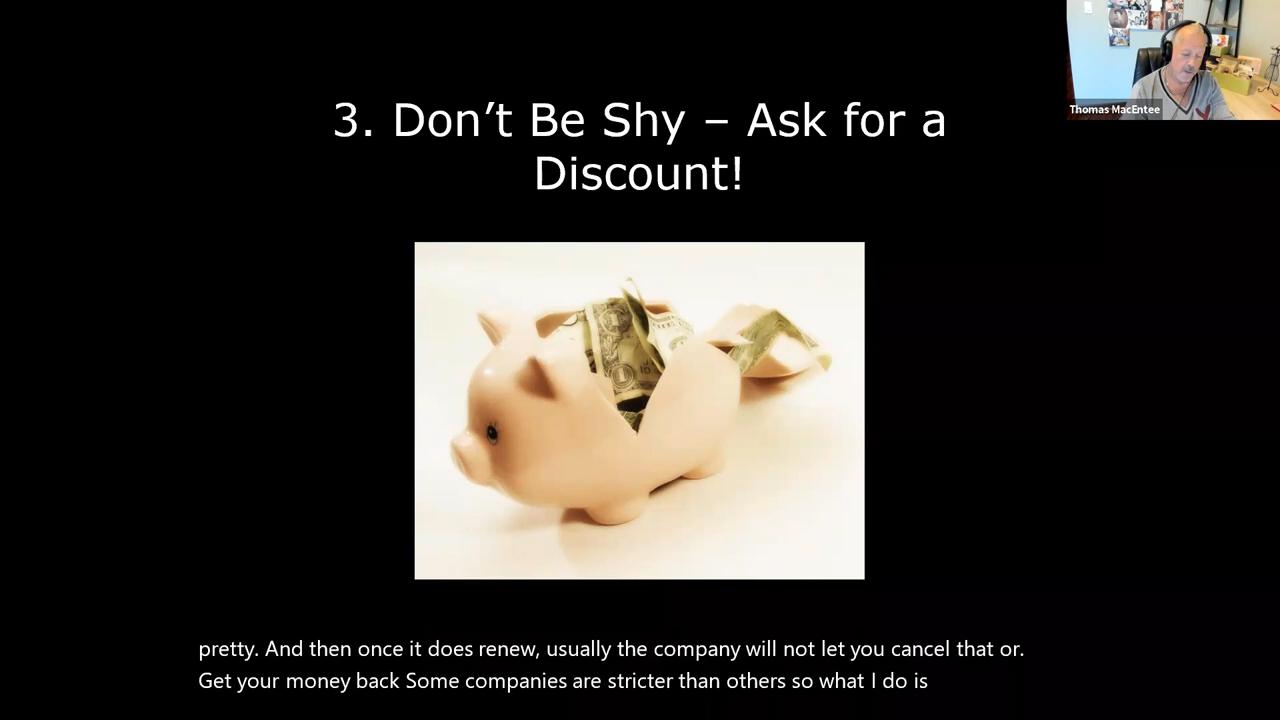 3. Don’t Be Shy – Ask for a
Discount!
Thomas MacEntee
pretty. And then once it does renew, usually the company will not let you cancel that or.
Get your money back Some companies are stricter than others so what I do is